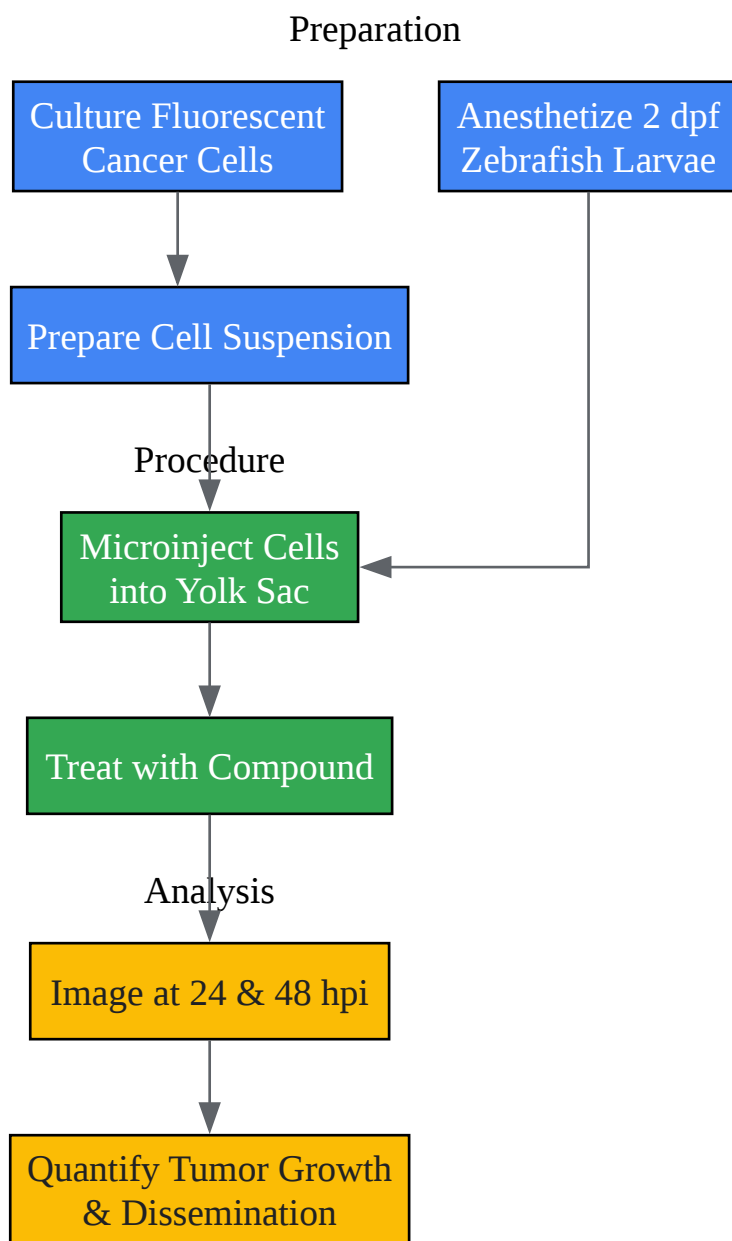 Preparation
Culture Fluorescent
Cancer Cells
Anesthetize 2 dpf
Zebrafish Larvae
Prepare Cell Suspension
Procedure
Microinject Cells
into Yolk Sac
Treat with Compound
Analysis
Image at 24 & 48 hpi
Quantify Tumor Growth
& Dissemination